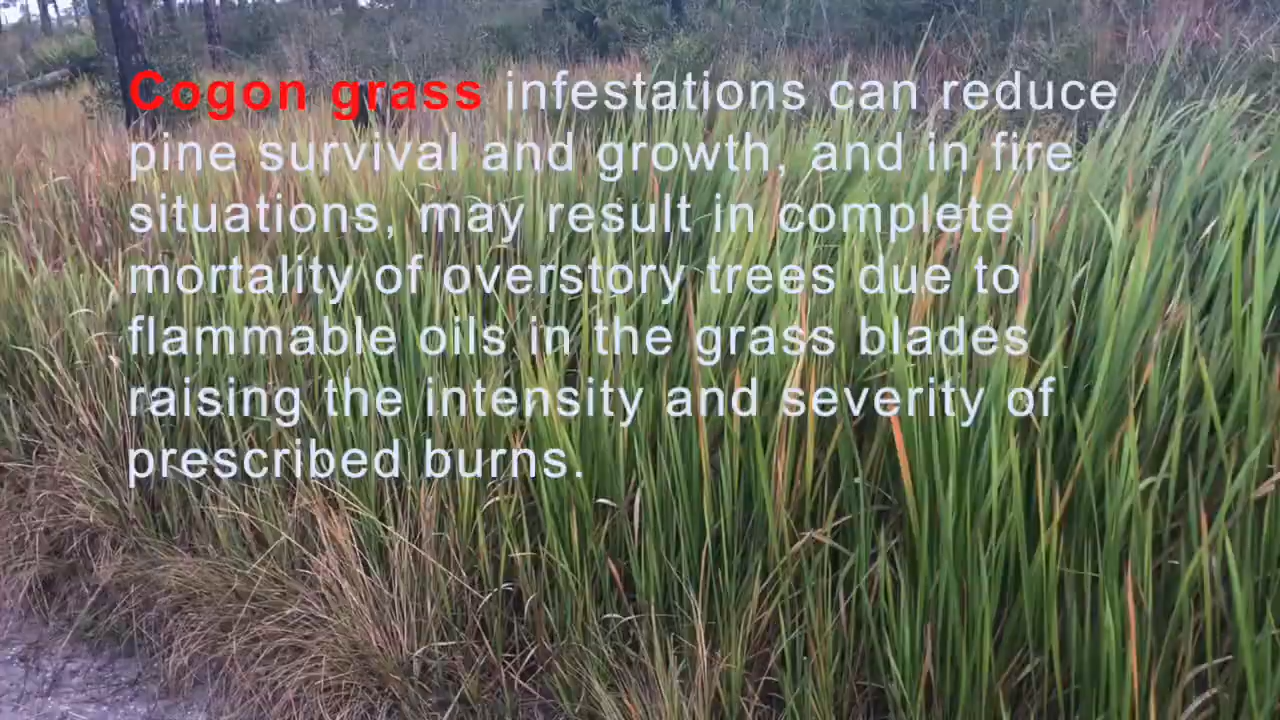 Cogon grass infestations can reduce
pine survival and growth, and in fire
situations, may result in complete
mortality of overstory trees due to
flammable oils in the grass blades
raising the intensity and severity of
prescribed burns.